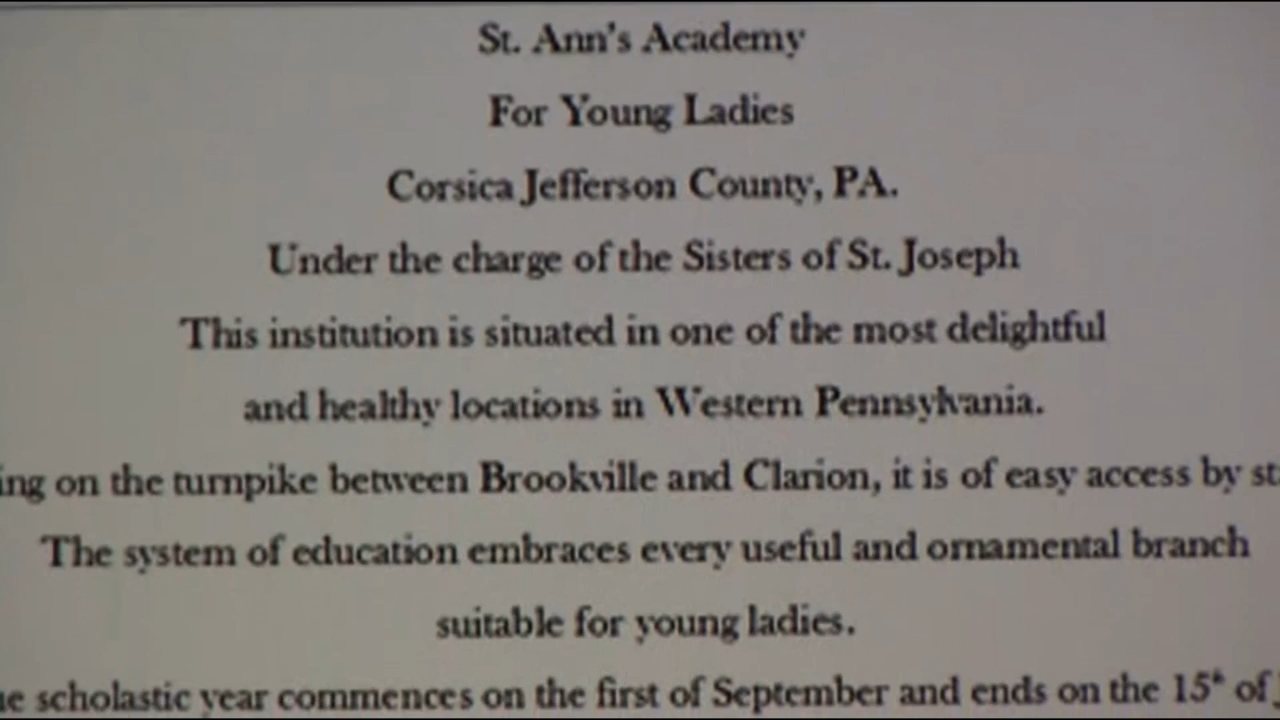 St. Ann's Academy
For Young Ladies
Corsica Jefferson County, PA.
Under the charge of the Sisters of St. Joseph
This institution is situated in one of the most delightful
and healthy locations in Western Pennsylvania.
on the turnpike between Brookville and Clarion, it is of easy access by
The system of education embraces every useful and ornamental branch
suitable for young ladies.
scholastic year commences on the first of September and ends on the 15th of